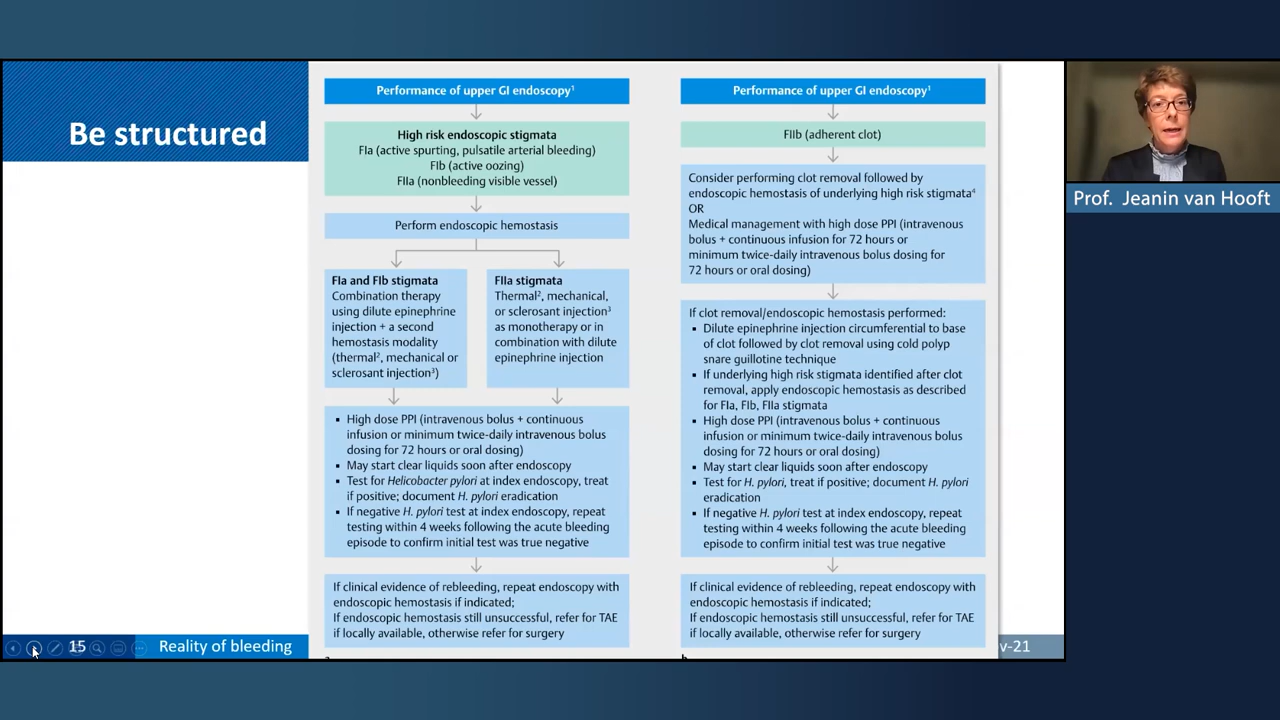 Be structured
Performance of upper GI endoscopy¹
High risk endoscopic stigmata
FIa (active spurting, pulsatile arterial bleeding)
FIb (active oozing)
FIIa (nonbleeding visible vessel)
Perform endoscopic hemostasis
FIa and FIb stigmata
Combination therapy
using dilute epinephrine
injection + a second
hemostasis modality
(thermal², mechanical or
sclerosant injection³)
FIIa stigmata
Thermal², mechanical,
or sclerosant injection³
as monotherapy or in
combination with dilute
epinephrine injection
▪ High dose PPI (intravenous bolus + continuous
infusion or minimum twice-daily intravenous bolus
dosing for 72 hours or oral dosing)
▪ May start clear liquids soon after endoscopy
▪ Test for Helicobacter pylori at index endoscopy, treat
if positive; document H. pylori eradication
▪ If negative H. pylori test at index endoscopy, repeat
testing within 4 weeks following the acute bleeding
episode to confirm initial test was true negative
If clinical evidence of rebleeding, repeat endoscopy with
endoscopic hemostasis if indicated;
If endoscopic hemostasis still unsuccessful, refer for TAE
if locally available, otherwise refer for surgery
Performance of upper GI endoscopy¹
FIIb (adherent clot)
Consider performing clot removal followed by
endoscopic hemostasis of underlying high risk stigmata⁴
OR
Medical management with high dose PPI (intravenous
bolus + continuous infusion for 72 hours or
minimum twice-daily intravenous bolus dosing for
72 hours or oral dosing)
If clot removal/endoscopic hemostasis performed:
▪ Dilute epinephrine injection circumferential to base
of clot followed by clot removal using cold polyp
snare guillotine technique
▪ If underlying high risk stigmata identified after clot
removal, apply endoscopic hemostasis as described
for FIa, FIb, FIIa stigmata
▪ High dose PPI (intravenous bolus + continuous
infusion or minimum twice-daily intravenous bolus
dosing for 72 hours or oral dosing)
▪ May start clear liquids soon after endoscopy
▪ Test for H. pylori, treat if positive; document H. pylori
eradication
▪ If negative H. pylori test at index endoscopy, repeat
testing within 4 weeks following the acute bleeding
episode to confirm initial test was true negative
If clinical evidence of rebleeding, repeat endoscopy with
endoscopic hemostasis if indicated;
If endoscopic hemostasis still unsuccessful, refer for TAE
if locally available, otherwise refer for surgery
Prof. Jeanin van Hooft
15
Reality of bleeding
v-21